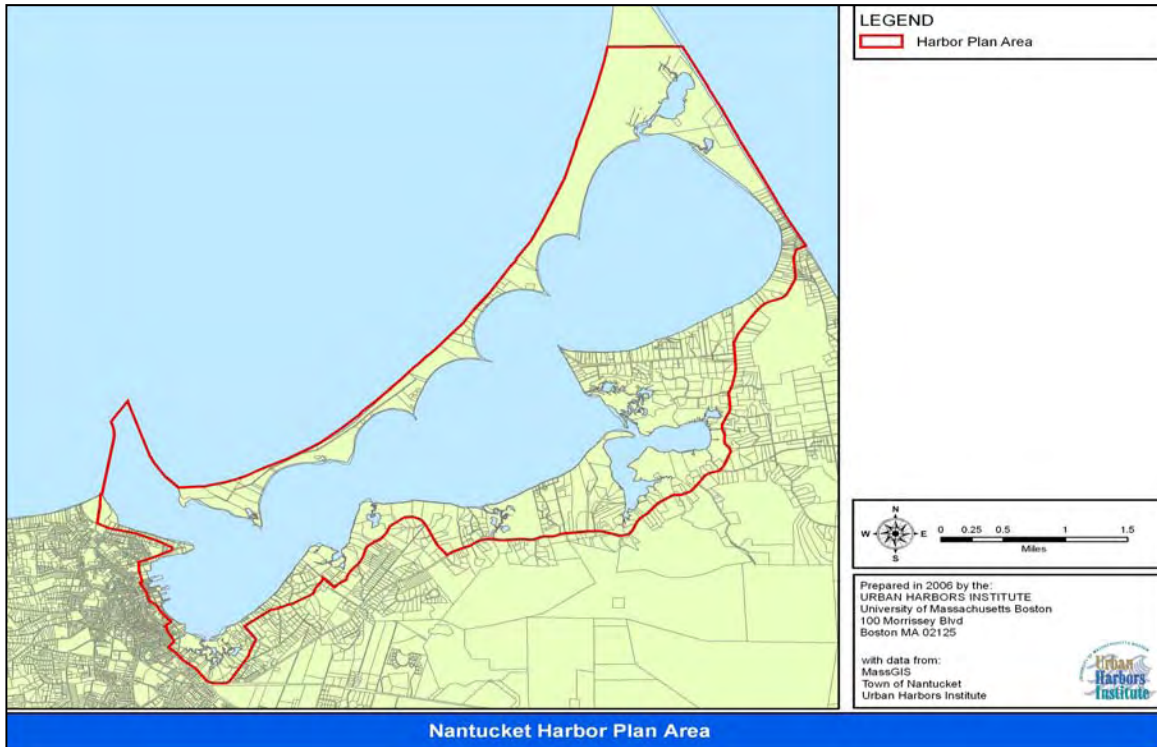 LEGEND
Harbor Plan Area
N
W
E
S
0 0.25 0.5 1 1.5
Miles
Prepared in 2006 by the:
URBAN HARBORS INSTITUTE
University of Massachusetts Boston
100 Morrissey Blvd
Boston MA 02125
with data from:
MassGIS
Town of Nantucket
Urban Harbors Institute
Urban
Harbors
Institute
Nantucket Harbor Plan Area